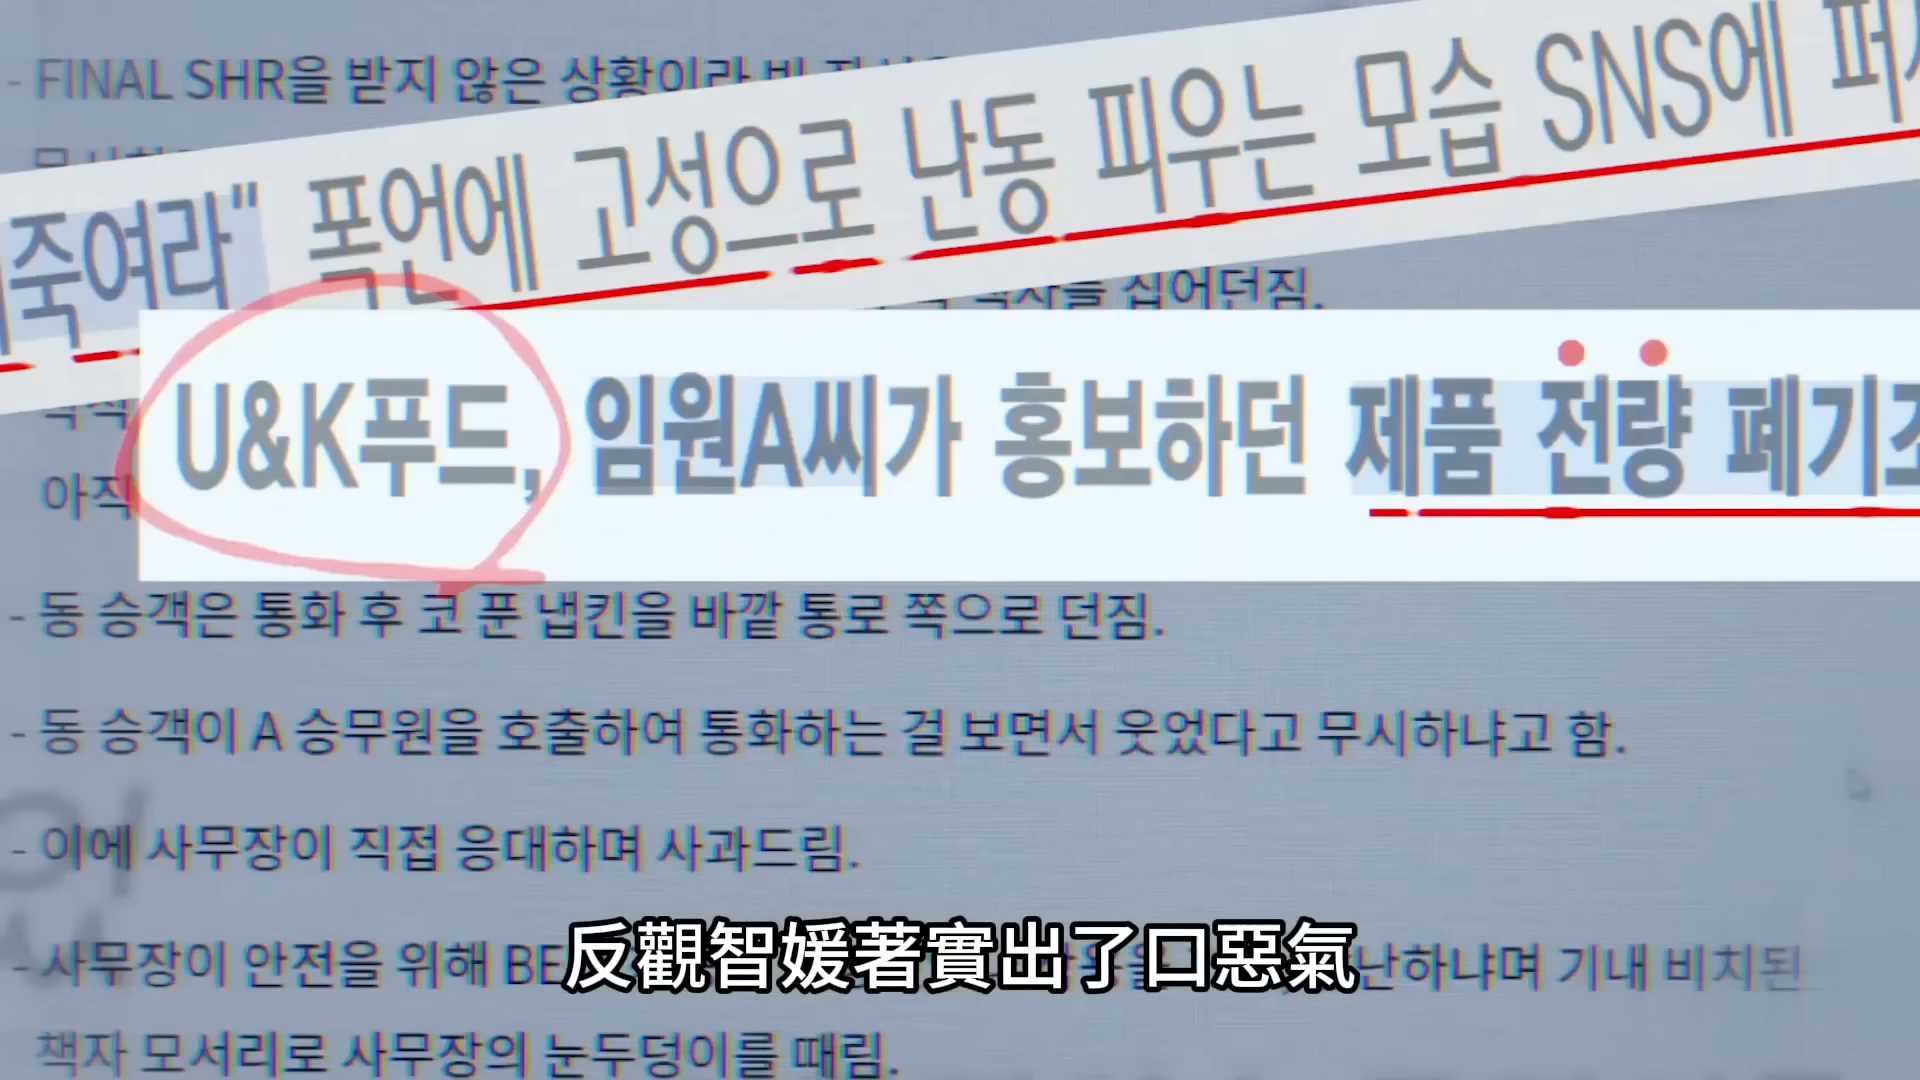 - FINAL SHR을 받지 않은 상황이라
죽여라" 폭언에 고성으로 난동 피우는 모습 SNS에 퍼
집어던짐.
U&K푸드, 임원A씨가 홍보하던 제품 전량 폐기
아직
- 동 승객은 통화 후 코 푼 냅킨을 바깥 통로 쪽으로 던짐.
- 동 승객이 A 승무원을 호출하여 통화하는 걸 보면서 웃었다고 무시하냐고 함.
- 이에 사무장이 직접 응대하며 사과드림.
- 사무장이 안전을 위해 BE 난하냐며 기내 비치된
反觀智媛著實出了口惡氣
책자 모서리로 사무장의 눈두덩이를 때림.